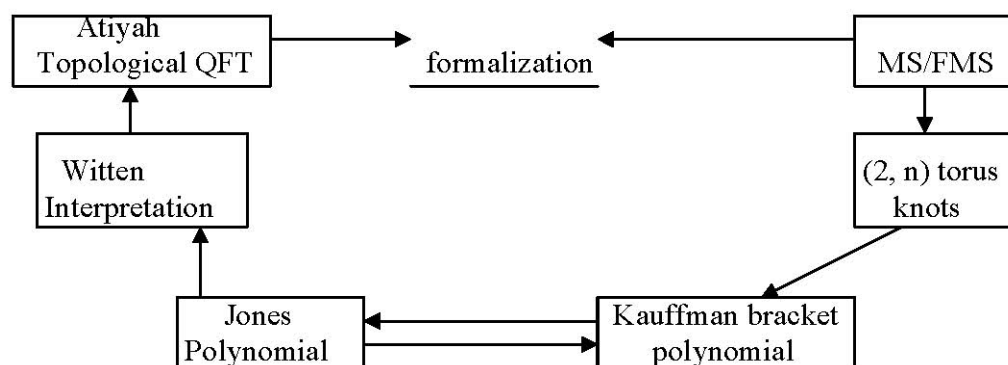 Atiyah
Topological QFT
formalization
MS/FMS
Witten
Interpretation
(2, n) torus
knots
Jones
Polynomial
Kauffman bracket
polynomial